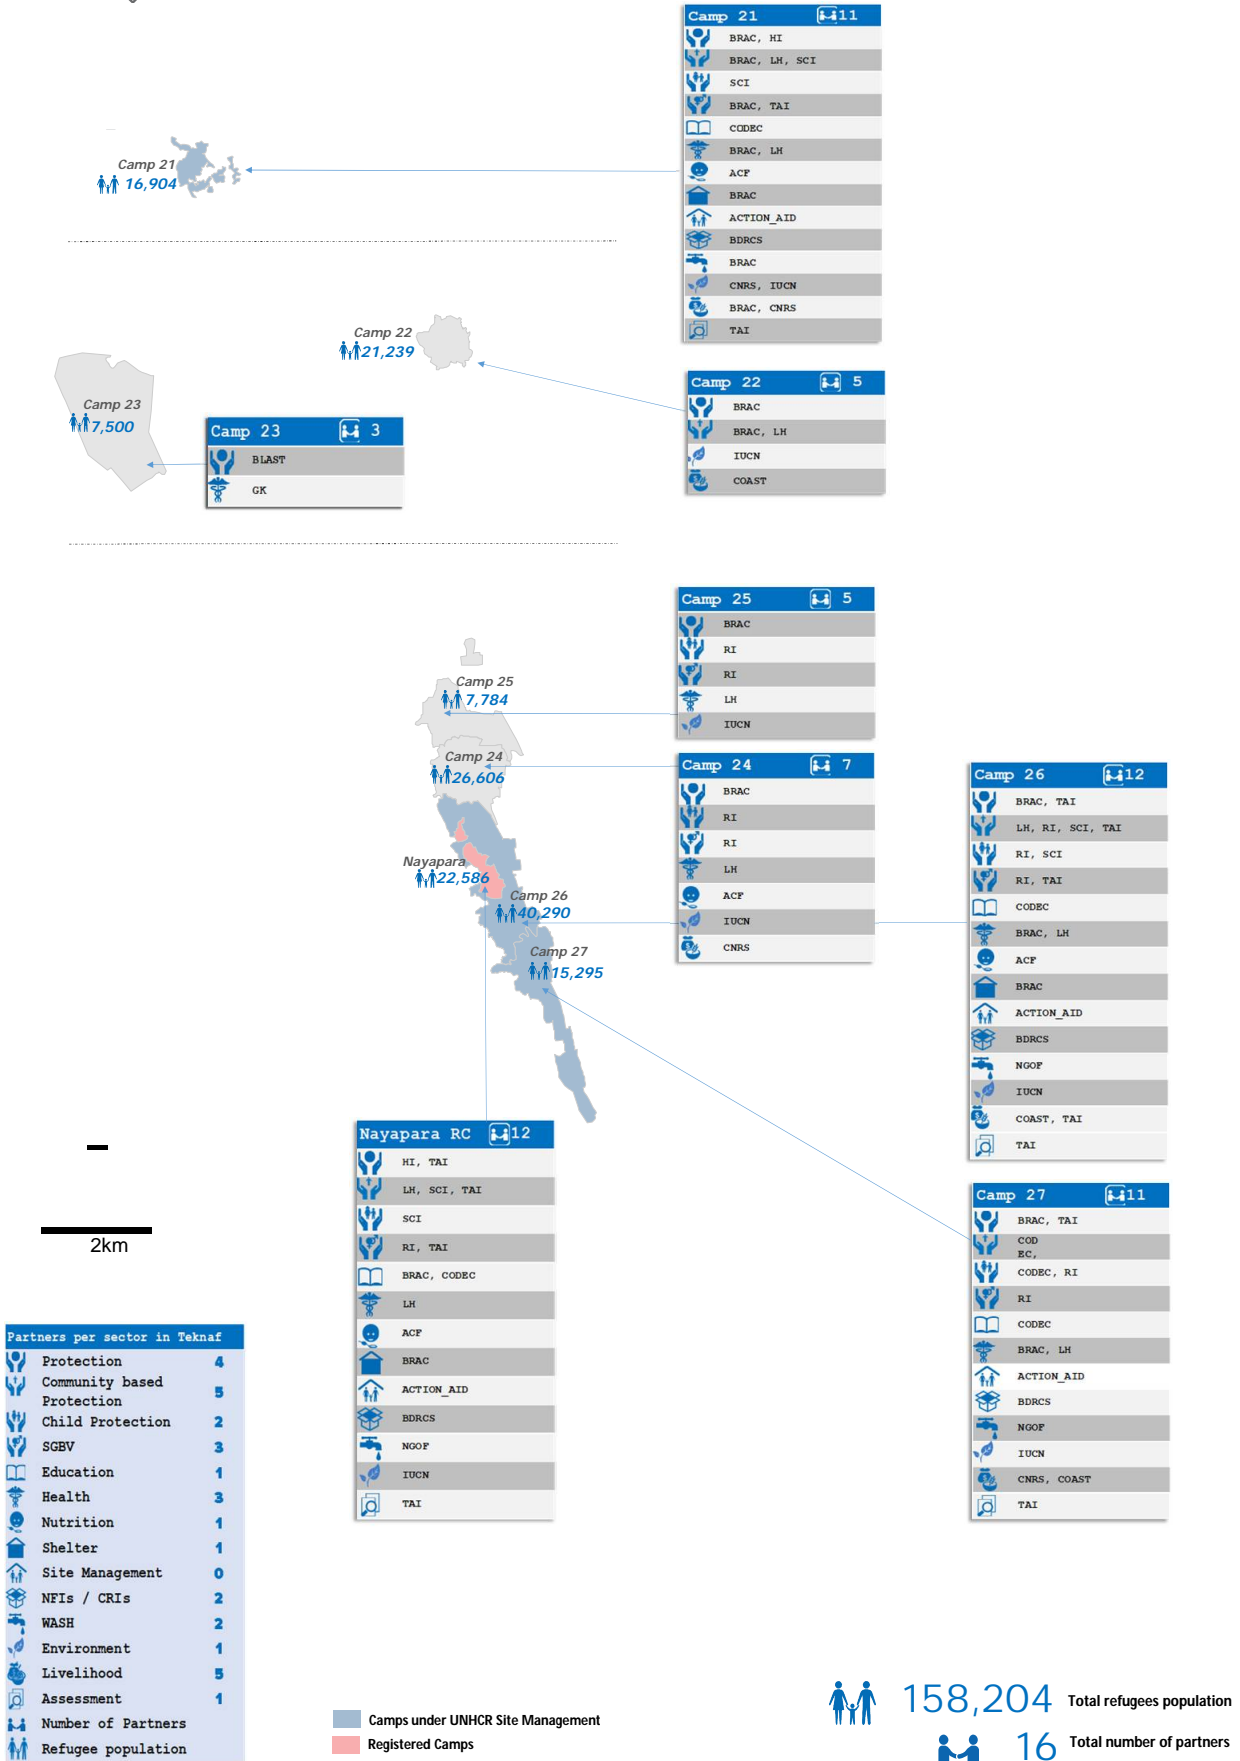 Camp 21 11
BRAC, HI
BRAC, LH, SCI
SCI
BRAC, TAI
CODEC
BRAC, LH
ACF
BRAC
ACTION_AID
BDRCS
BRAC
CNRS, IUCN
BRAC, CNRS
TAI
Camp 21
16,904
Camp 22
21,239
Camp 22 5
BRAC
BRAC, LH
IUCN
COAST
Camp 23
7,500
Camp 23 3
BLAST
GK
Camp 25 5
BRAC
RI
RI
LH
IUCN
Camp 25
7,784
Camp 24
26,606
Camp 24 7
BRAC
RI
RI
LH
ACF
IUCN
CNRS
Nayapara
22,586
Camp 26
40,290
Camp 27
15,295
Camp 26 12
BRAC, TAI
LH, RI, SCI, TAI
RI, SCI
RI, TAI
CODEC
BRAC, LH
ACF
BRAC
ACTION_AID
BDRCS
NGOF
IUCN
COAST, TAI
TAI
Nayapara RC 12
HI, TAI
LH, SCI, TAI
SCI
RI, TAI
BRAC, CODEC
LH
ACF
BRAC
ACTION_AID
BDRCS
NGOF
IUCN
TAI
Camp 27 11
BRAC, TAI
COD
EC,
CODEC, RI
RI
CODEC
BRAC, LH
ACTION_AID
BDRCS
NGOF
IUCN
CNRS, COAST
TAI
2km
Partners per sector in Teknaf
Protection 4
Community based
Protection 5
Child Protection 2
SGBV 3
Education 1
Health 3
Nutrition 1
Shelter 1
Site Management 0
NFIs / CRIs 2
WASH 2
Environment 1
Livelihood 5
Assessment 1
Number of Partners
Refugee population
Camps under UNHCR Site Management
Registered Camps
158,204 Total refugees population
16 Total number of partners